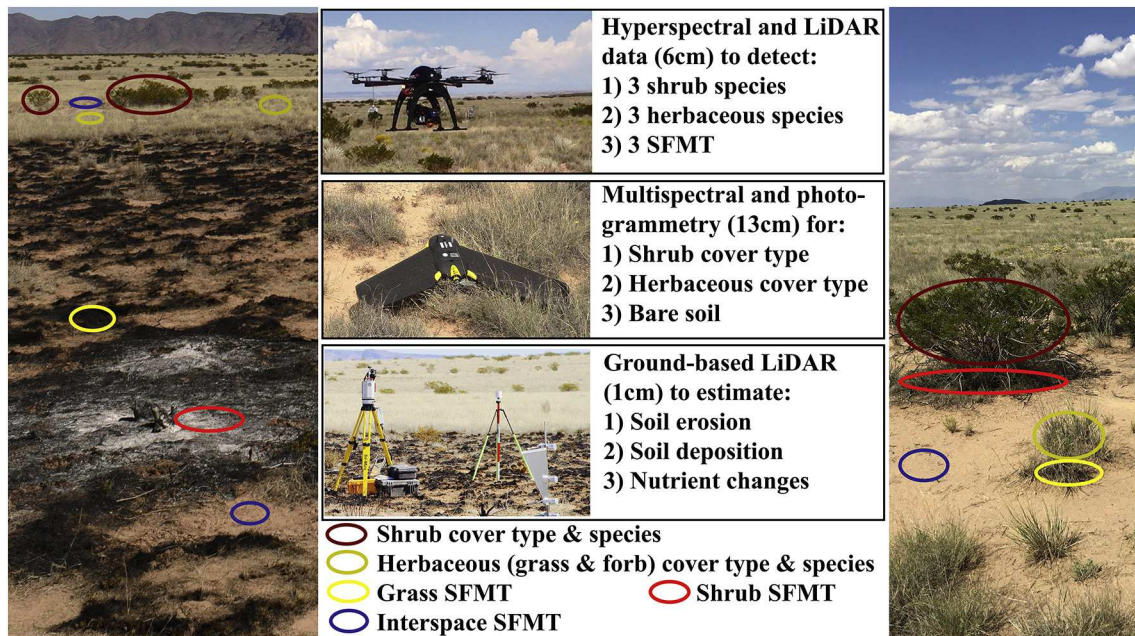 Hyperspectral and LiDAR
data (6cm) to detect:
1) 3 shrub species
2) 3 herbaceous species
3) 3 SFMT
Multispectral and photo-
grammetry (13cm) for:
1) Shrub cover type
2) Herbaceous cover type
3) Bare soil
Ground-based LiDAR
(1cm) to estimate:
1) Soil erosion
2) Soil deposition
3) Nutrient changes
Shrub cover type & species
Herbaceous (grass & forb) cover type & species
Grass SFMT
Shrub SFMT
Interspace SFMT